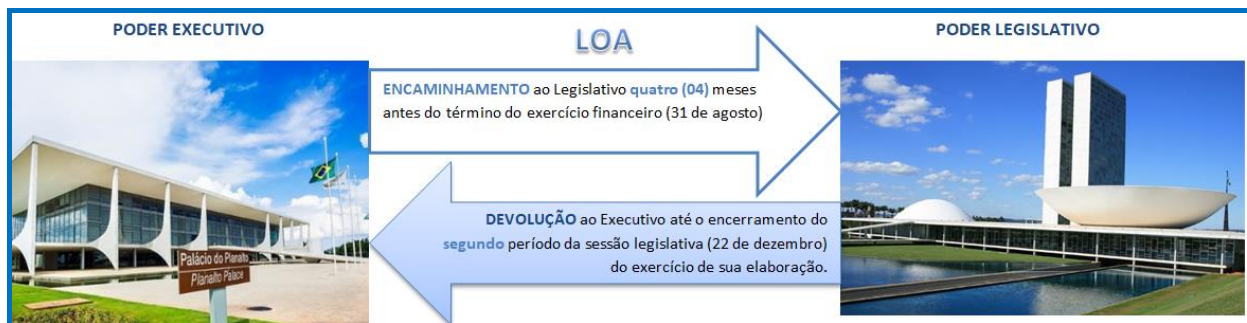 PODER EXECUTIVO
LOA
PODER LEGISLATIVO
ENCAMINHAMENTO ao Legislativo quatro (04) meses
antes do término do exercício financeiro (31 de agosto)
DEVOLUÇÃO ao Executivo até o encerramento do
segundo período da sessão legislativa (22 de dezembro)
do exercício de sua elaboração.
Palácio do Planalto
Planalto Palace